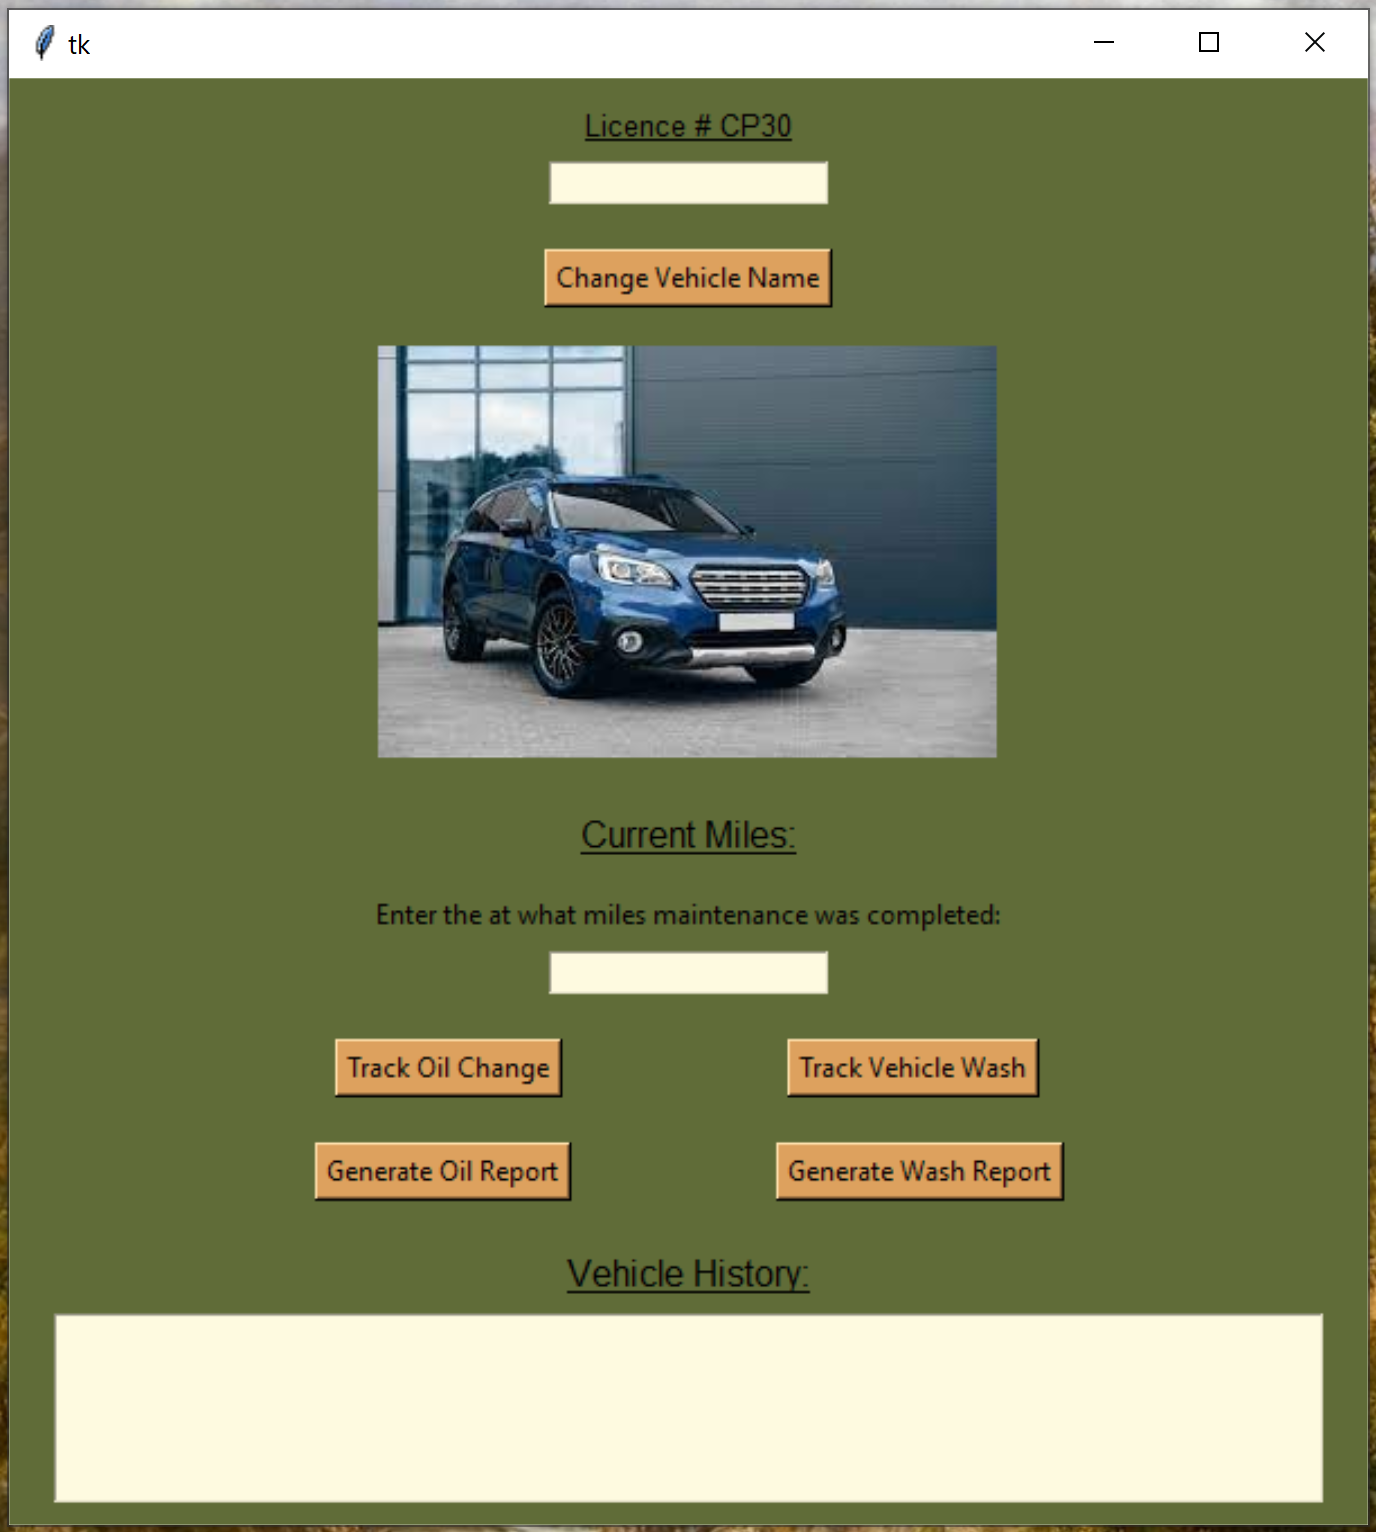 tk
Licence # CP30
Change Vehicle Name
Current Miles:
Enter the at what miles maintenance was completed:
Track Oil Change
Track Vehicle Wash
Generate Oil Report
Generate Wash Report
Vehicle History: